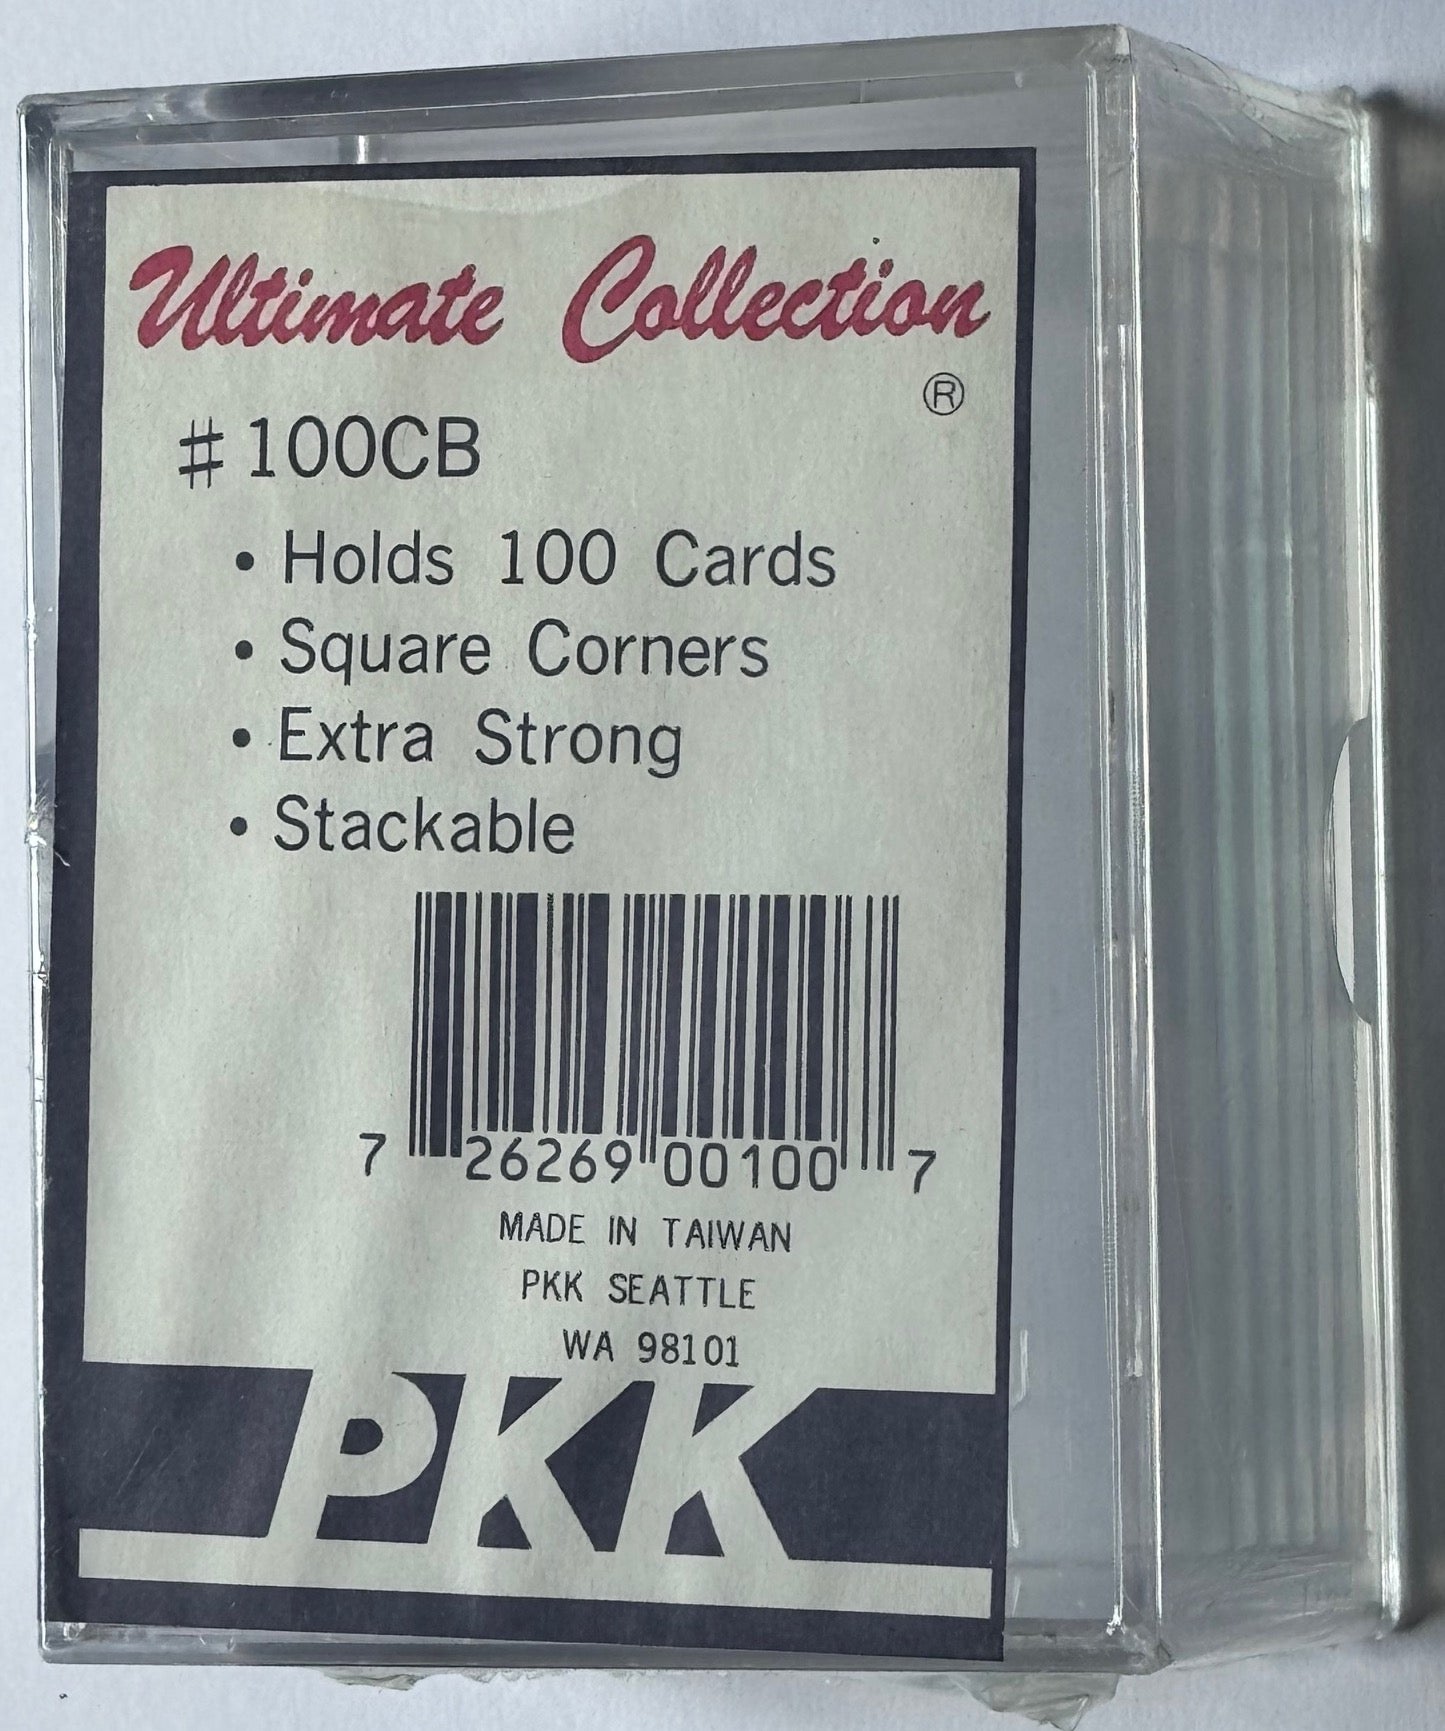 Ultimate Collection
®
#100CB
• Holds 100 Cards
• Square Corners
• Extra Strong
• Stackable
7 26269 00100 7
MADE IN TAIWAN
PKK SEATTLE
WA 98101
PKK